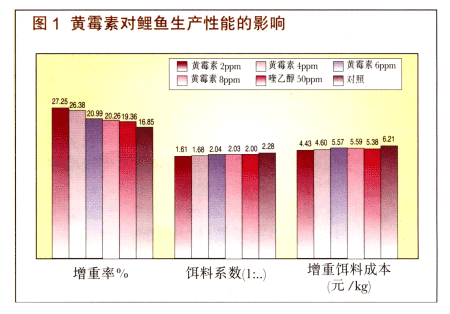 图1 黄霉素对鲤鱼生产性能的影响
黄霉素 2ppm 黄霉素 4ppm 黄霉素 6ppm
黄霉素 8ppm 喹乙醇 50ppm 对照
27.25 26.38 20.99 20.26 19.36 16.85
1.61 1.68 2.04 2.03 2.00 2.28
4.43 4.60 5.57 5.59 5.38 6.21
增重率% 饵料系数(1:..) 增重饵料成本
(元/kg)